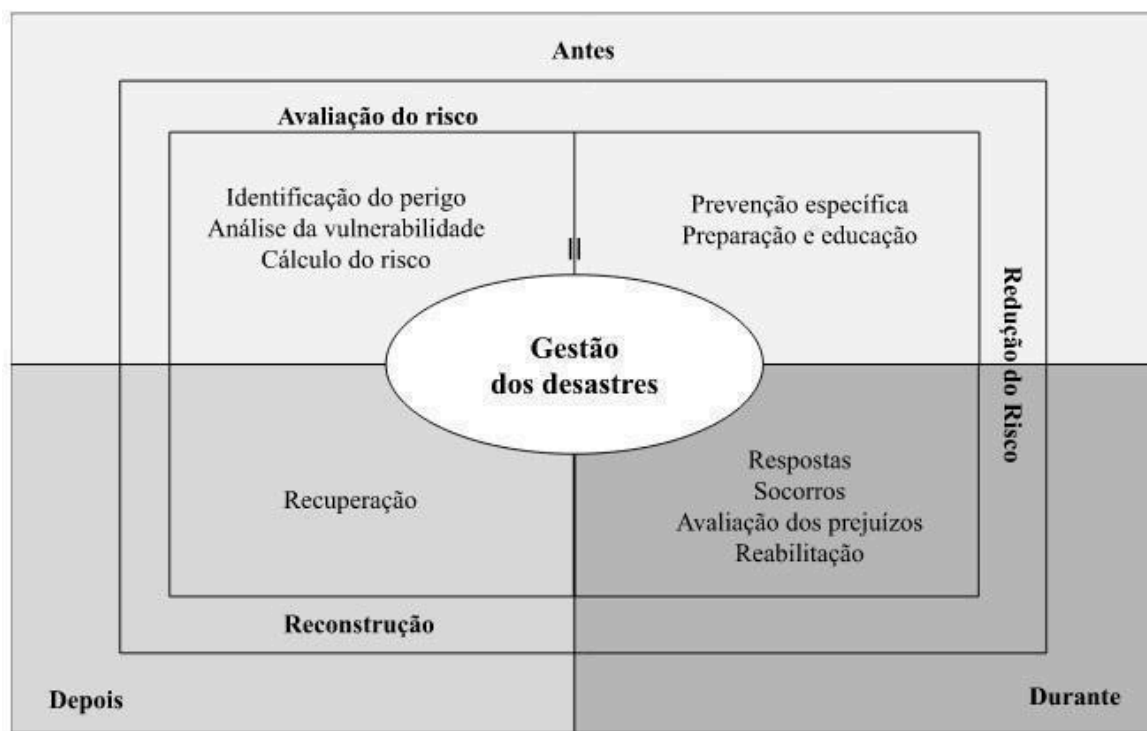 Antes
Avaliação do risco
Identificação do perigo
Análise da vulnerabilidade
Cálculo do risco
Prevenção específica
Preparação e educação
Redução do Risco
Gestão
dos desastres
Recuperação
Respostas
Socorros
Avaliação dos prejuízos
Reabilitação
Reconstrução
Depois
Durante